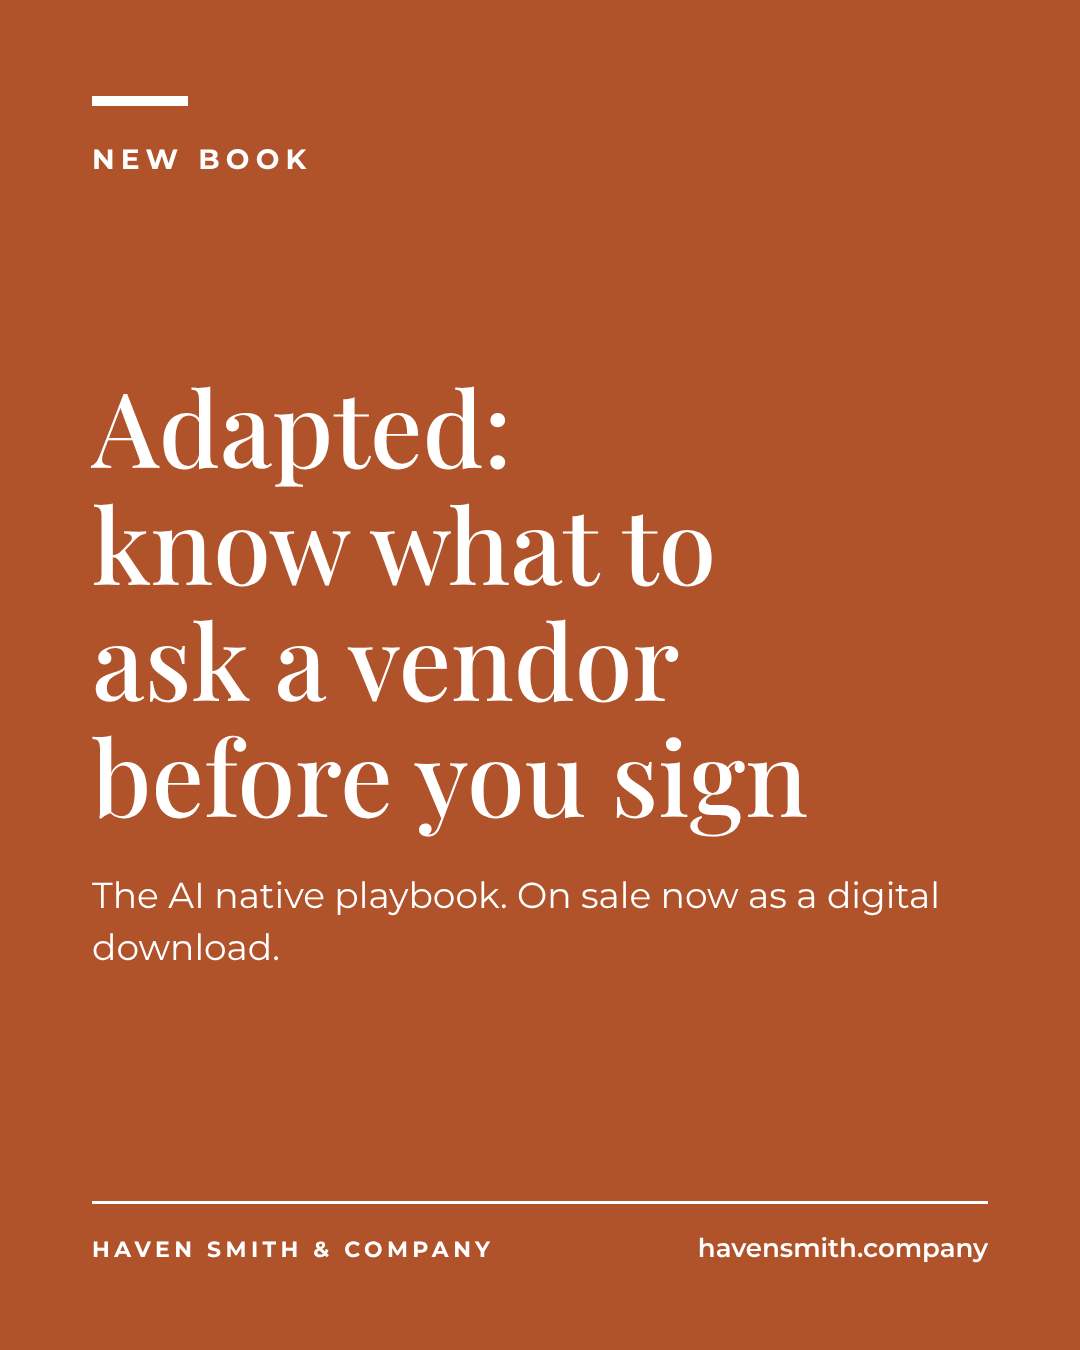 NEW BOOK
Adapted:
know what to
ask a vendor
before you sign
The AI native playbook. On sale now as a digital
download.
HAVEN SMITH & COMPANY
havensmith.company